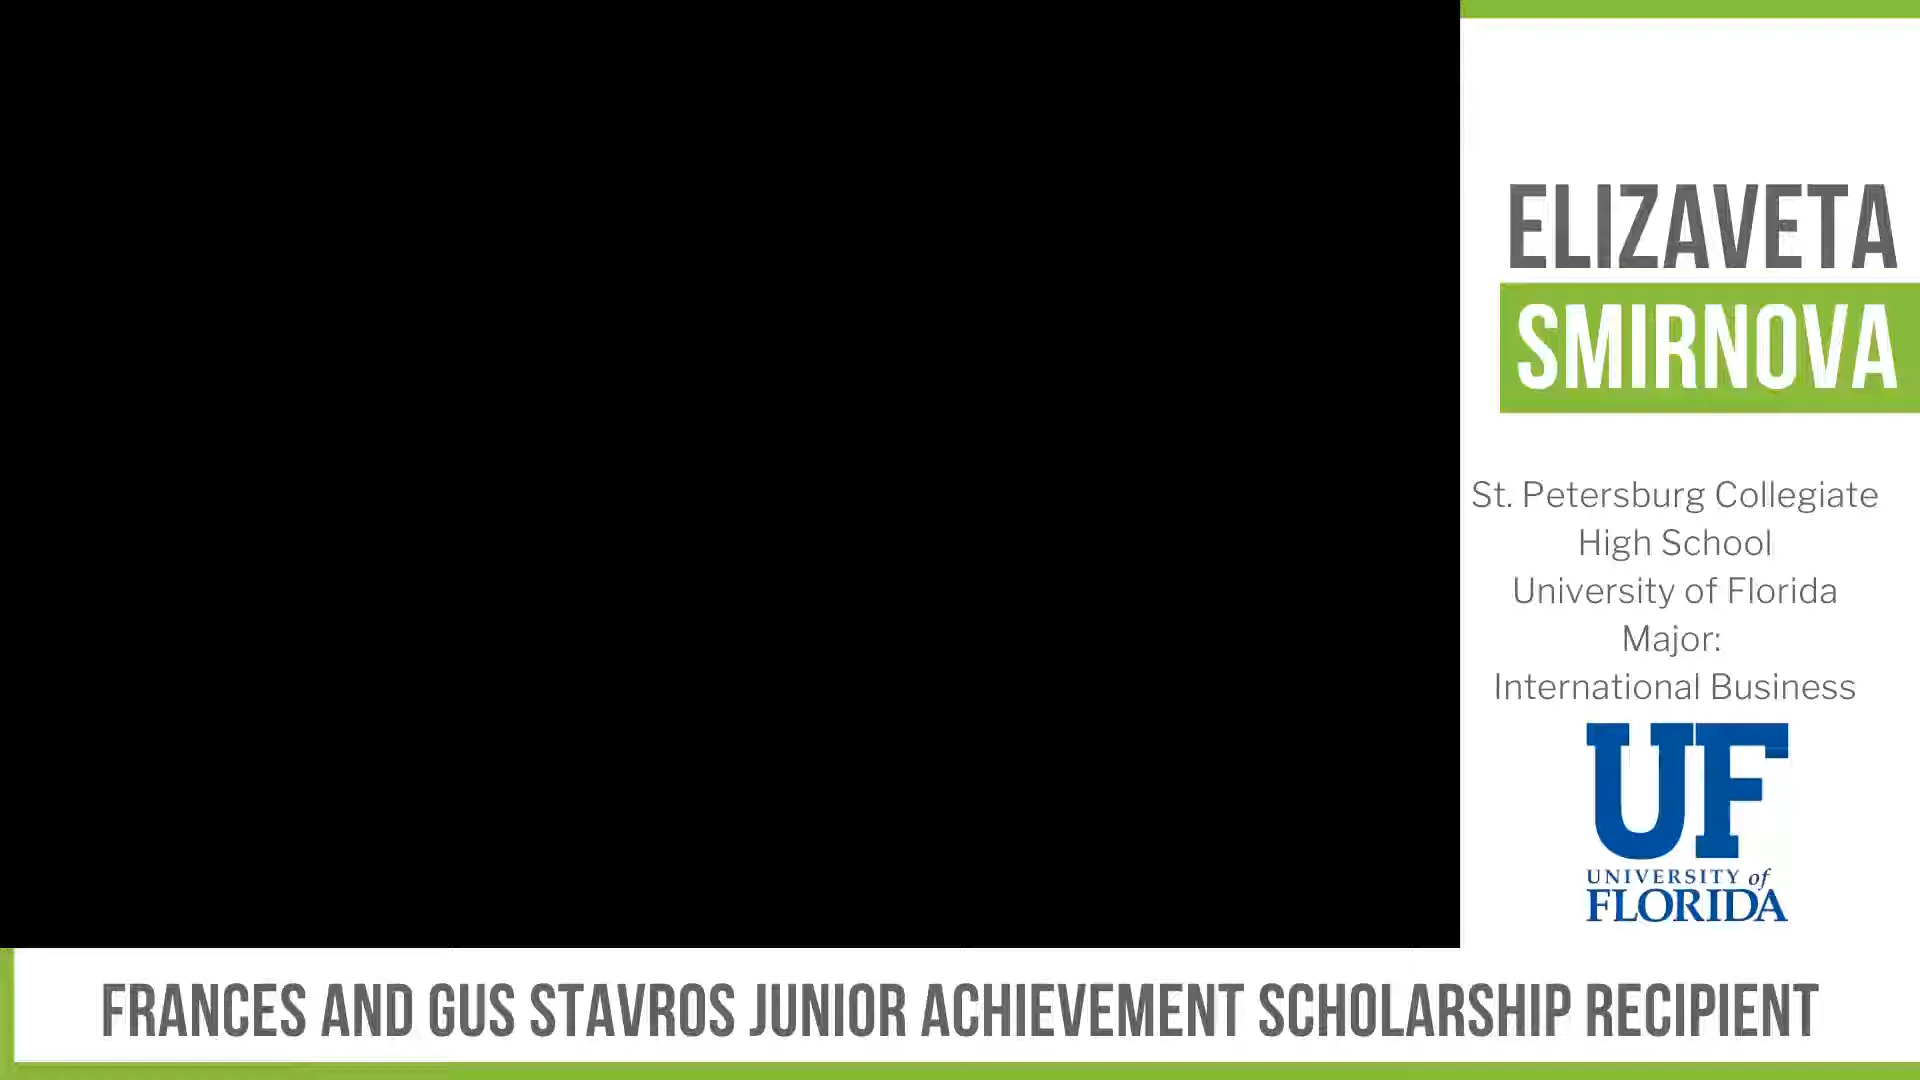 ELIZAVETA
SMIRNOVA
St. Petersburg Collegiate
High School
University of Florida
Major:
International Business
UF
UNIVERSITY of
FLORIDA
FRANCES AND GUS STAVROS JUNIOR ACHIEVEMENT SCHOLARSHIP RECIPIENT